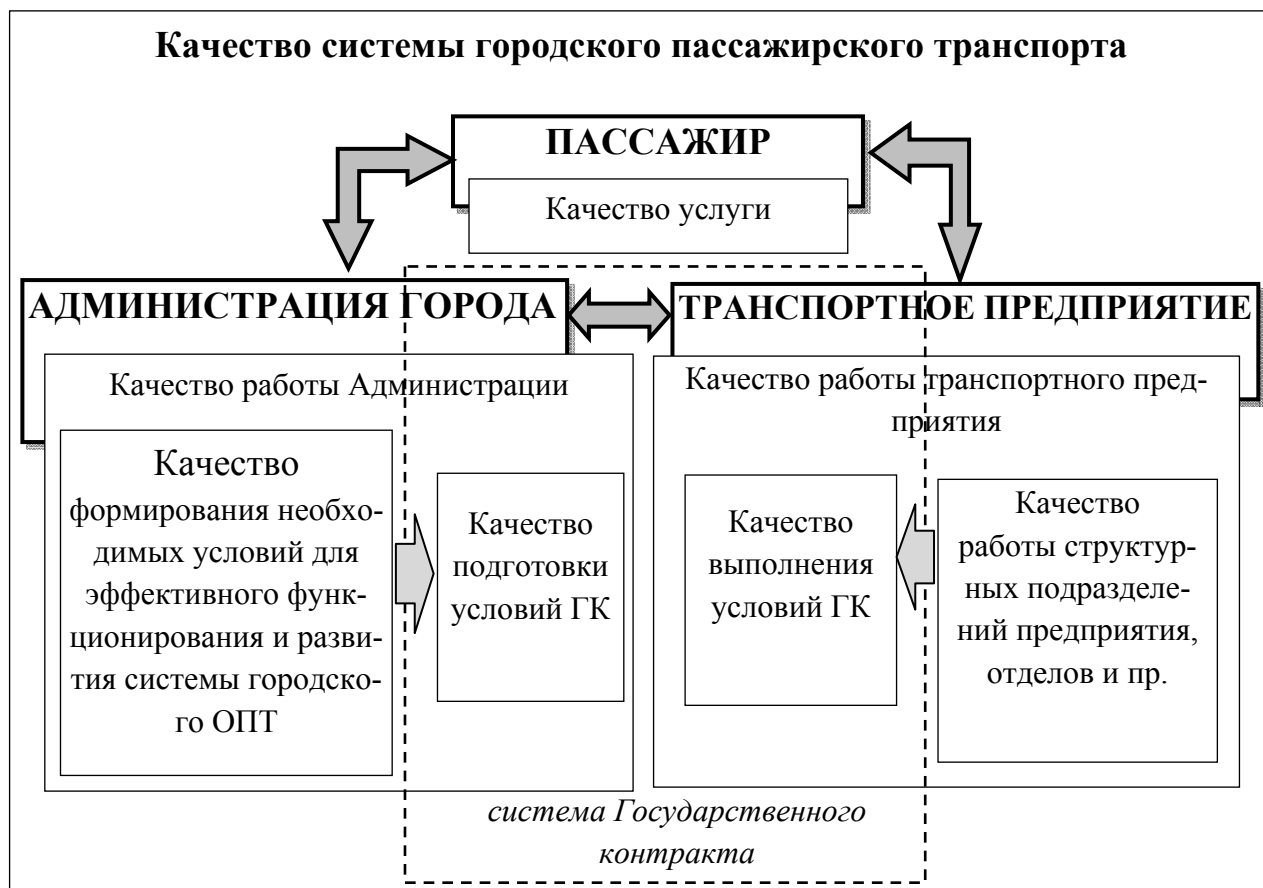 Качество системы городского пассажирского транспорта
ПАССАЖИР
Качество услуги
АДМИНИСТРАЦИЯ ГОРОДА
Качество работы Администрации
Качество
формирования необхо-
димых условий для
эффективного функ-
ционирования и разви-
тия системы городско-
го ОПТ
Качество
подготовки
условий ГК
ТРАНСПОРТНОЕ ПРЕДПРИЯТИЕ
Качество работы транспортного пред-
приятия
Качество
выполнения
условий ГК
Качество
работы структур-
ных подразделе-
ний предприятия,
отделов и пр.
система Государственного
контракта